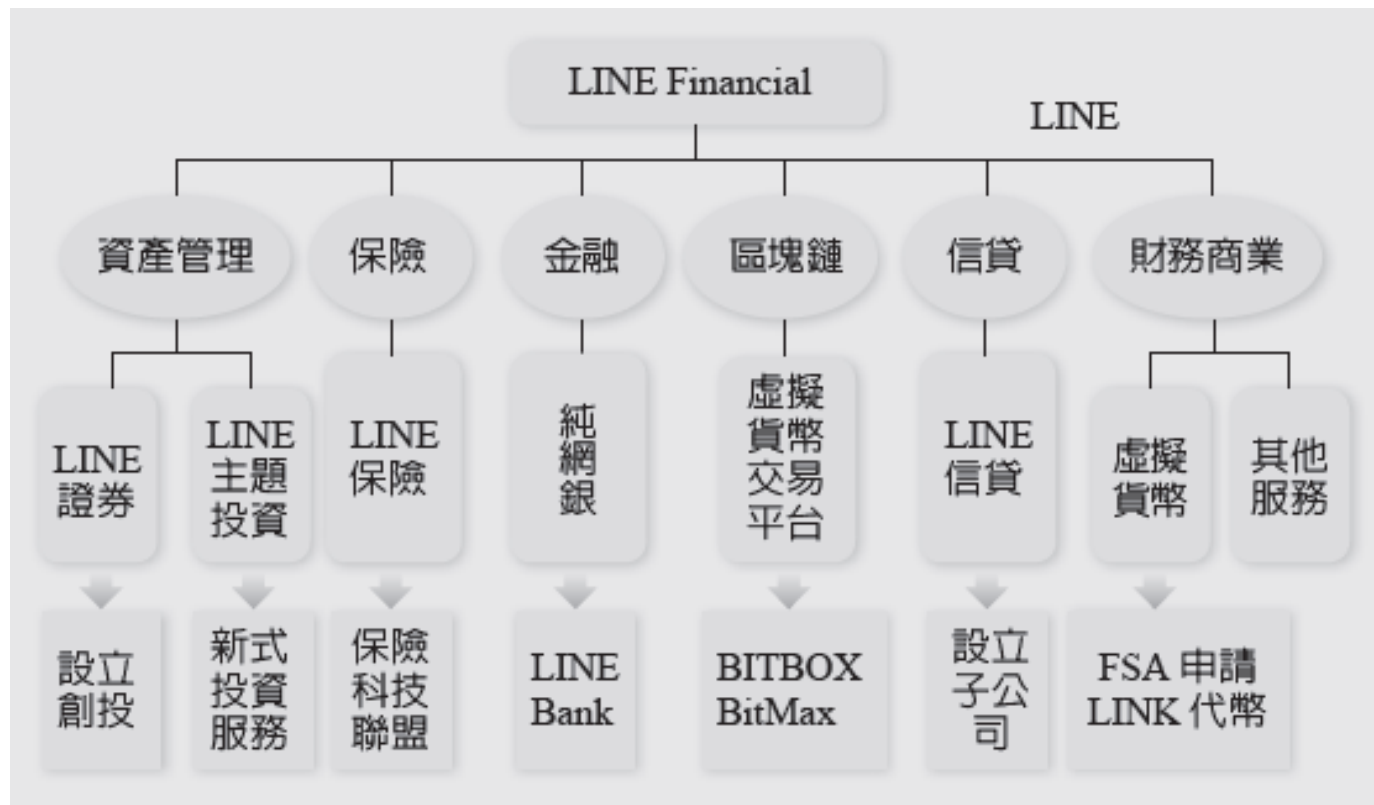 LINE Financial
LINE
資產管理
保險
金融
區塊鏈
信貸
財務商業
LINE
證券
LINE
主題
投資
LINE
保險
純
網
銀
虛擬
貨幣
交易
平台
LINE
信貸
虛擬
貨幣
其他
服務
設立
創投
新式
投資
服務
保險
科技
聯盟
LINE
Bank
BITBOX
BitMax
設立
子公
司
FSA 申請
LINK 代幣